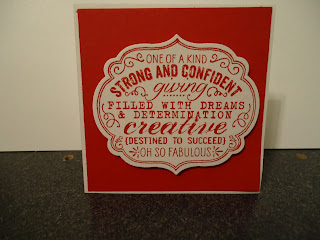 ONE OF A KIND
STRONG AND CONFIDENT
giving
FILLED WITH DREAMS
& DETERMINATION
creative
{DESTINED TO SUCCEED}
OH SO FABULOUS